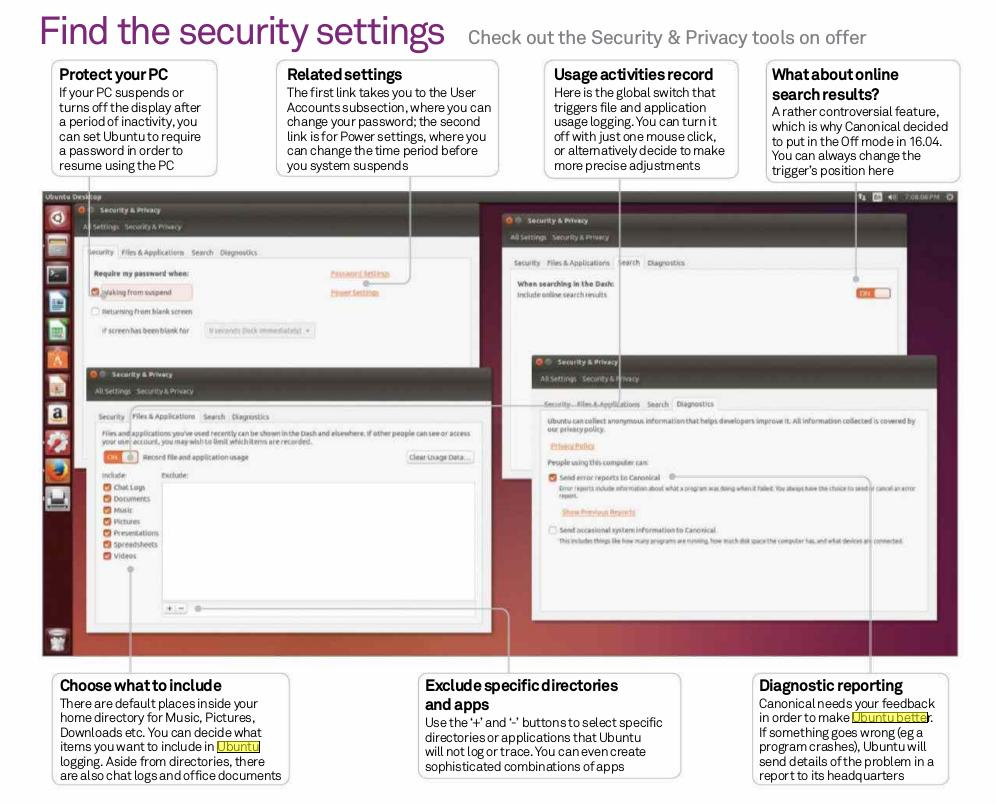 Find the security settings Check out the Security & Privacy tools on offer
Protect your PC
If your PC suspends or
turns off the display after
a period of inactivity, you
can set Ubuntu to require
a password in order to
resume using the PC
Related settings
The first link takes you to the User
Accounts subsection, where you can
change your password; the second
link is for Power settings, where you
can change the time period before
you system suspends
Usage activities record
Here is the global switch that
triggers file and application
usage logging. You can turn it
off with just one mouse click,
or alternatively decide to make
more precise adjustments
What about online
search results?
A rather controversial feature,
which is why Canonical decided
to put in the Off mode in 16.04.
You can always change the
trigger's position here
Ubuntu Desktop
7:08:06 PM
Security & Privacy
All Settings Security & Privacy
Security Files & Applications Search Diagnostics
Require my password when:
Password Settings
Waking from suspend
Power Settings
Returning from blank screen
if screen has been blank for
Security & Privacy
All Settings Security & Privacy
Security Files & Applications Search Diagnostics
When searching in the Dash:
Include online search results
ON
Security & Privacy
All Settings Security & Privacy
Security Files & Applications Search Diagnostics
Files and applications you've used recently can be shown in the Dash and elsewhere. If other people can see or access
your user account, you may wish to limit which items are recorded.
ON Record file and application usage Clear Usage Data...
Include: Exclude:
Chat Logs
Documents
Music
Pictures
Presentations
Spreadsheets
Videos
+ −
Security & Privacy
All Settings Security & Privacy
Security Files & Applications Search Diagnostics
Ubuntu can collect anonymous information that helps developers improve it. All information collected is covered by
our privacy policy.
Privacy Policy
People using this computer can:
Send error reports to Canonical
Error reports include information about what a program was doing when it failed. You always have the choice to send or cancel an error
report.
Show Previous Reports
Send occasional system information to Canonical
This includes things like how many programs are running, how much disk space the computer has, and what devices are connected.
Choose what to include
There are default places inside your
home directory for Music, Pictures,
Downloads etc. You can decide what
items you want to include in Ubuntu
logging. Aside from directories, there
are also chat logs and office documents
Exclude specific directories
and apps
Use the '+' and '-' buttons to select specific
directories or applications that Ubuntu
will not log or trace. You can even create
sophisticated combinations of apps
Diagnostic reporting
Canonical needs your feedback
in order to make Ubuntu better.
If something goes wrong (eg a
program crashes), Ubuntu will
send details of the problem in a
report to its headquarters